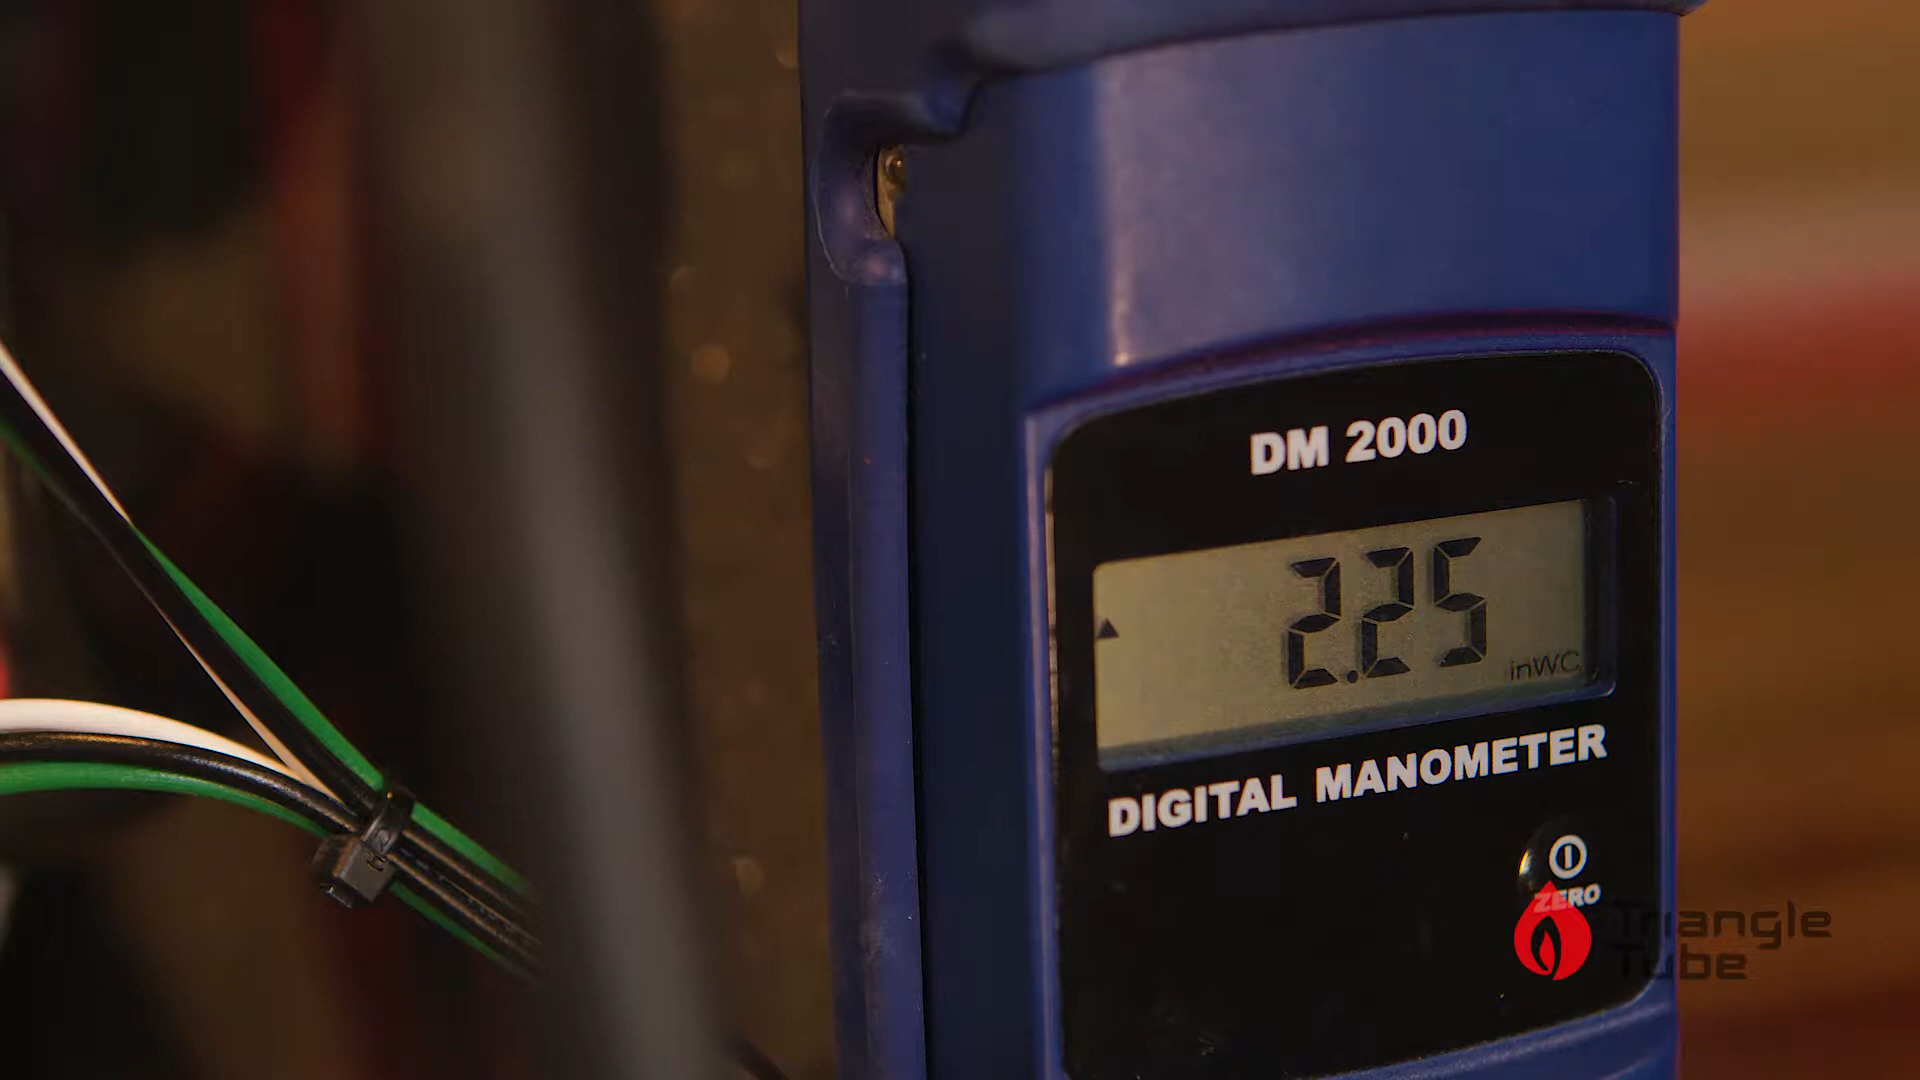 DM 2000
2.25
inWC
DIGITAL MANOMETER
ZERO
Triangle
Tube